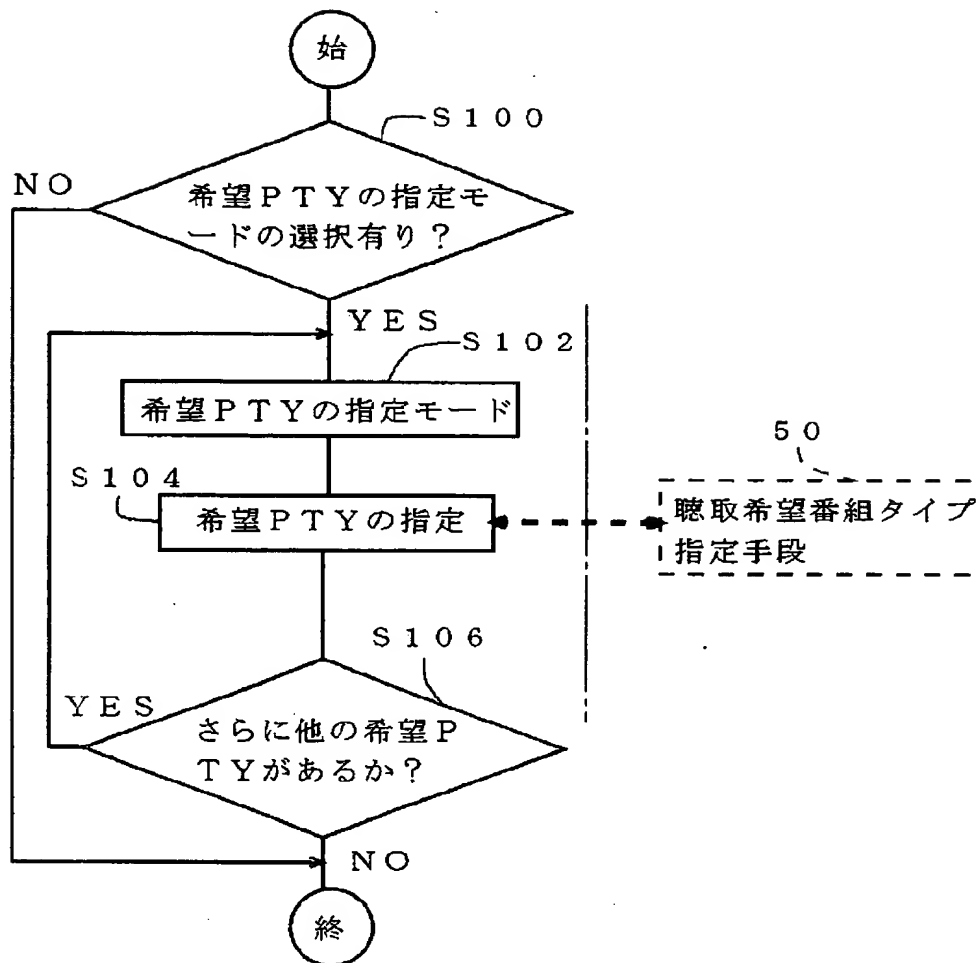 始
S100
NO
希望PTYの指定モ
ードの選択有り?
YES
S102
希望PTYの指定モード
50
S104
希望PTYの指定
聴取希望番組タイプ
指定手段
S106
YES
さらに他の希望P
TYがあるか?
NO
終